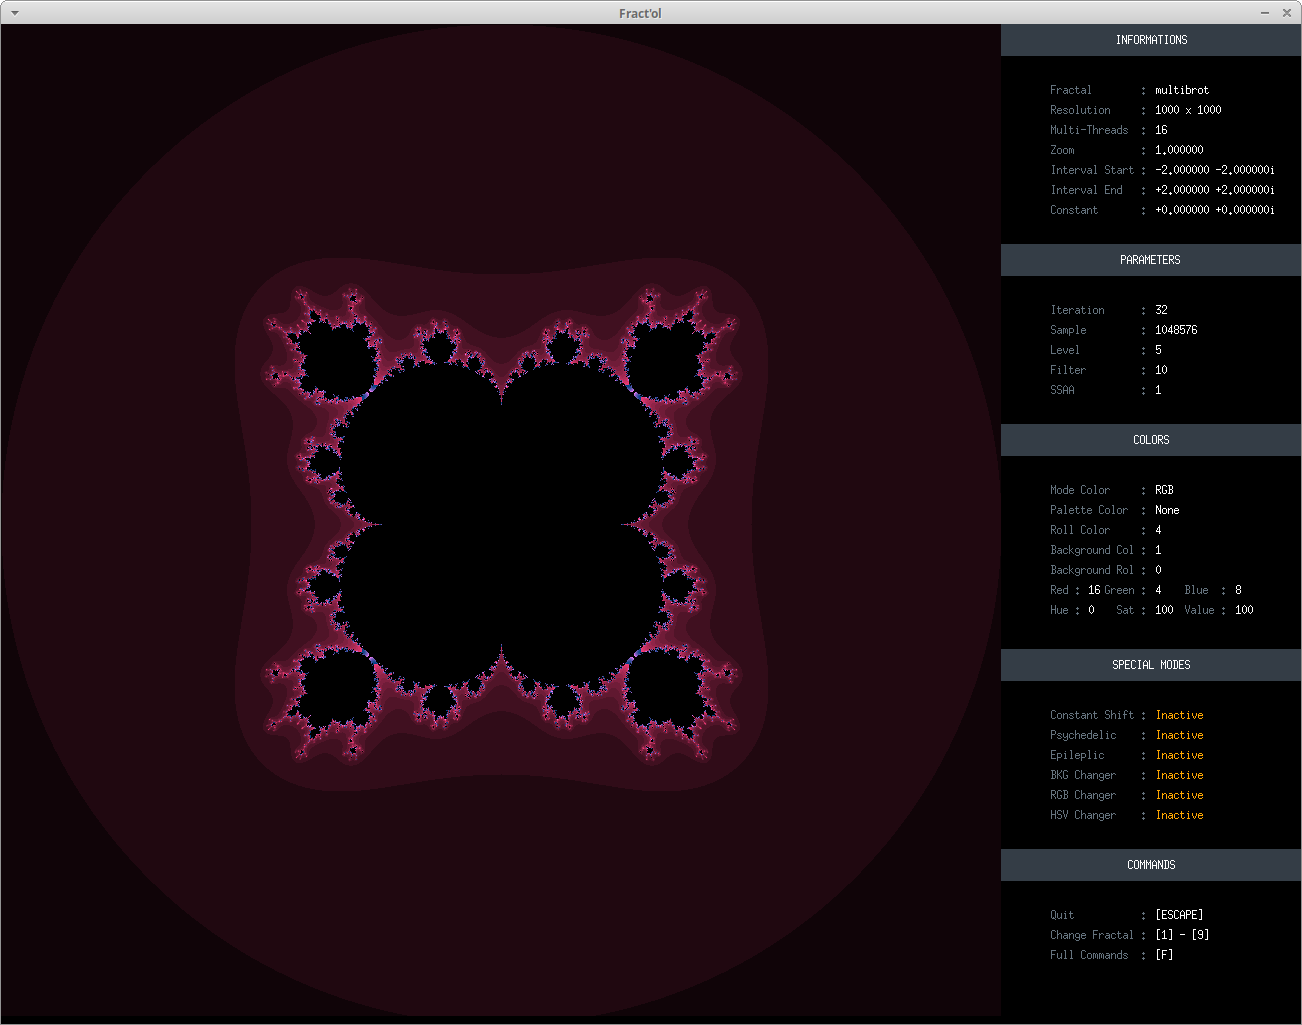 Fract'ol
INFORMATIONS
Fractal : multibrot
Resolution : 1000 x 1000
Multi-Threads : 16
Zoom : 1.000000
Interval Start : -2.000000 -2.000000i
Interval End : +2.000000 +2.000000i
Constant : +0.000000 +0.000000i
PARAMETERS
Iteration : 32
Sample : 1048576
Level : 5
Filter : 10
SSAA : 1
COLORS
Mode Color : RGB
Palette Color : None
Roll Color : 4
Background Col : 1
Background Rol : 0
Red : 16 Green : 4 Blue : 8
Hue : 0 Sat : 100 Value : 100
SPECIAL MODES
Constant Shift : Inactive
Psychedelic : Inactive
Epileplic : Inactive
BKG Changer : Inactive
RGB Changer : Inactive
HSV Changer : Inactive
COMMANDS
Quit : [ESCAPE]
Change Fractal : [1] - [9]
Full Commands : [F]